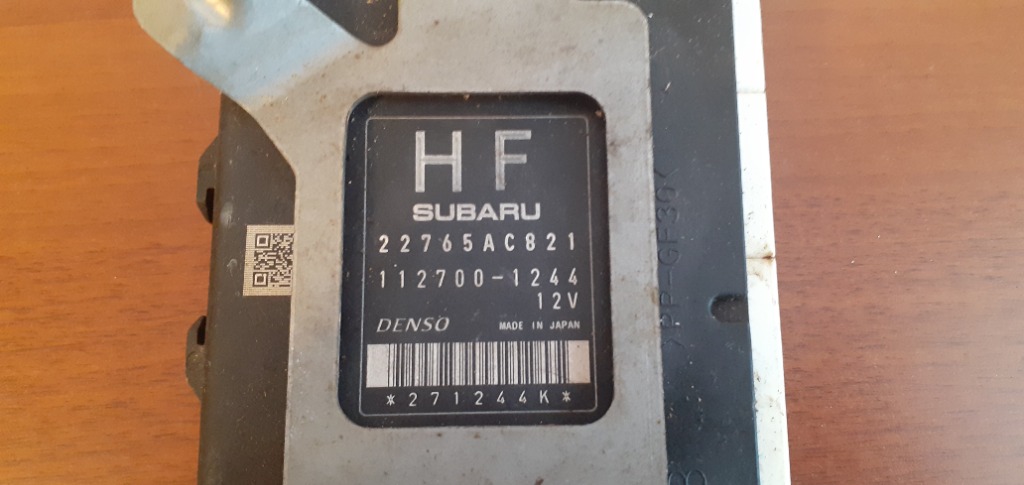 HF
SUBARU
22765AC821
112700-1244
12V
DENSO MADE IN JAPAN
*271244K*